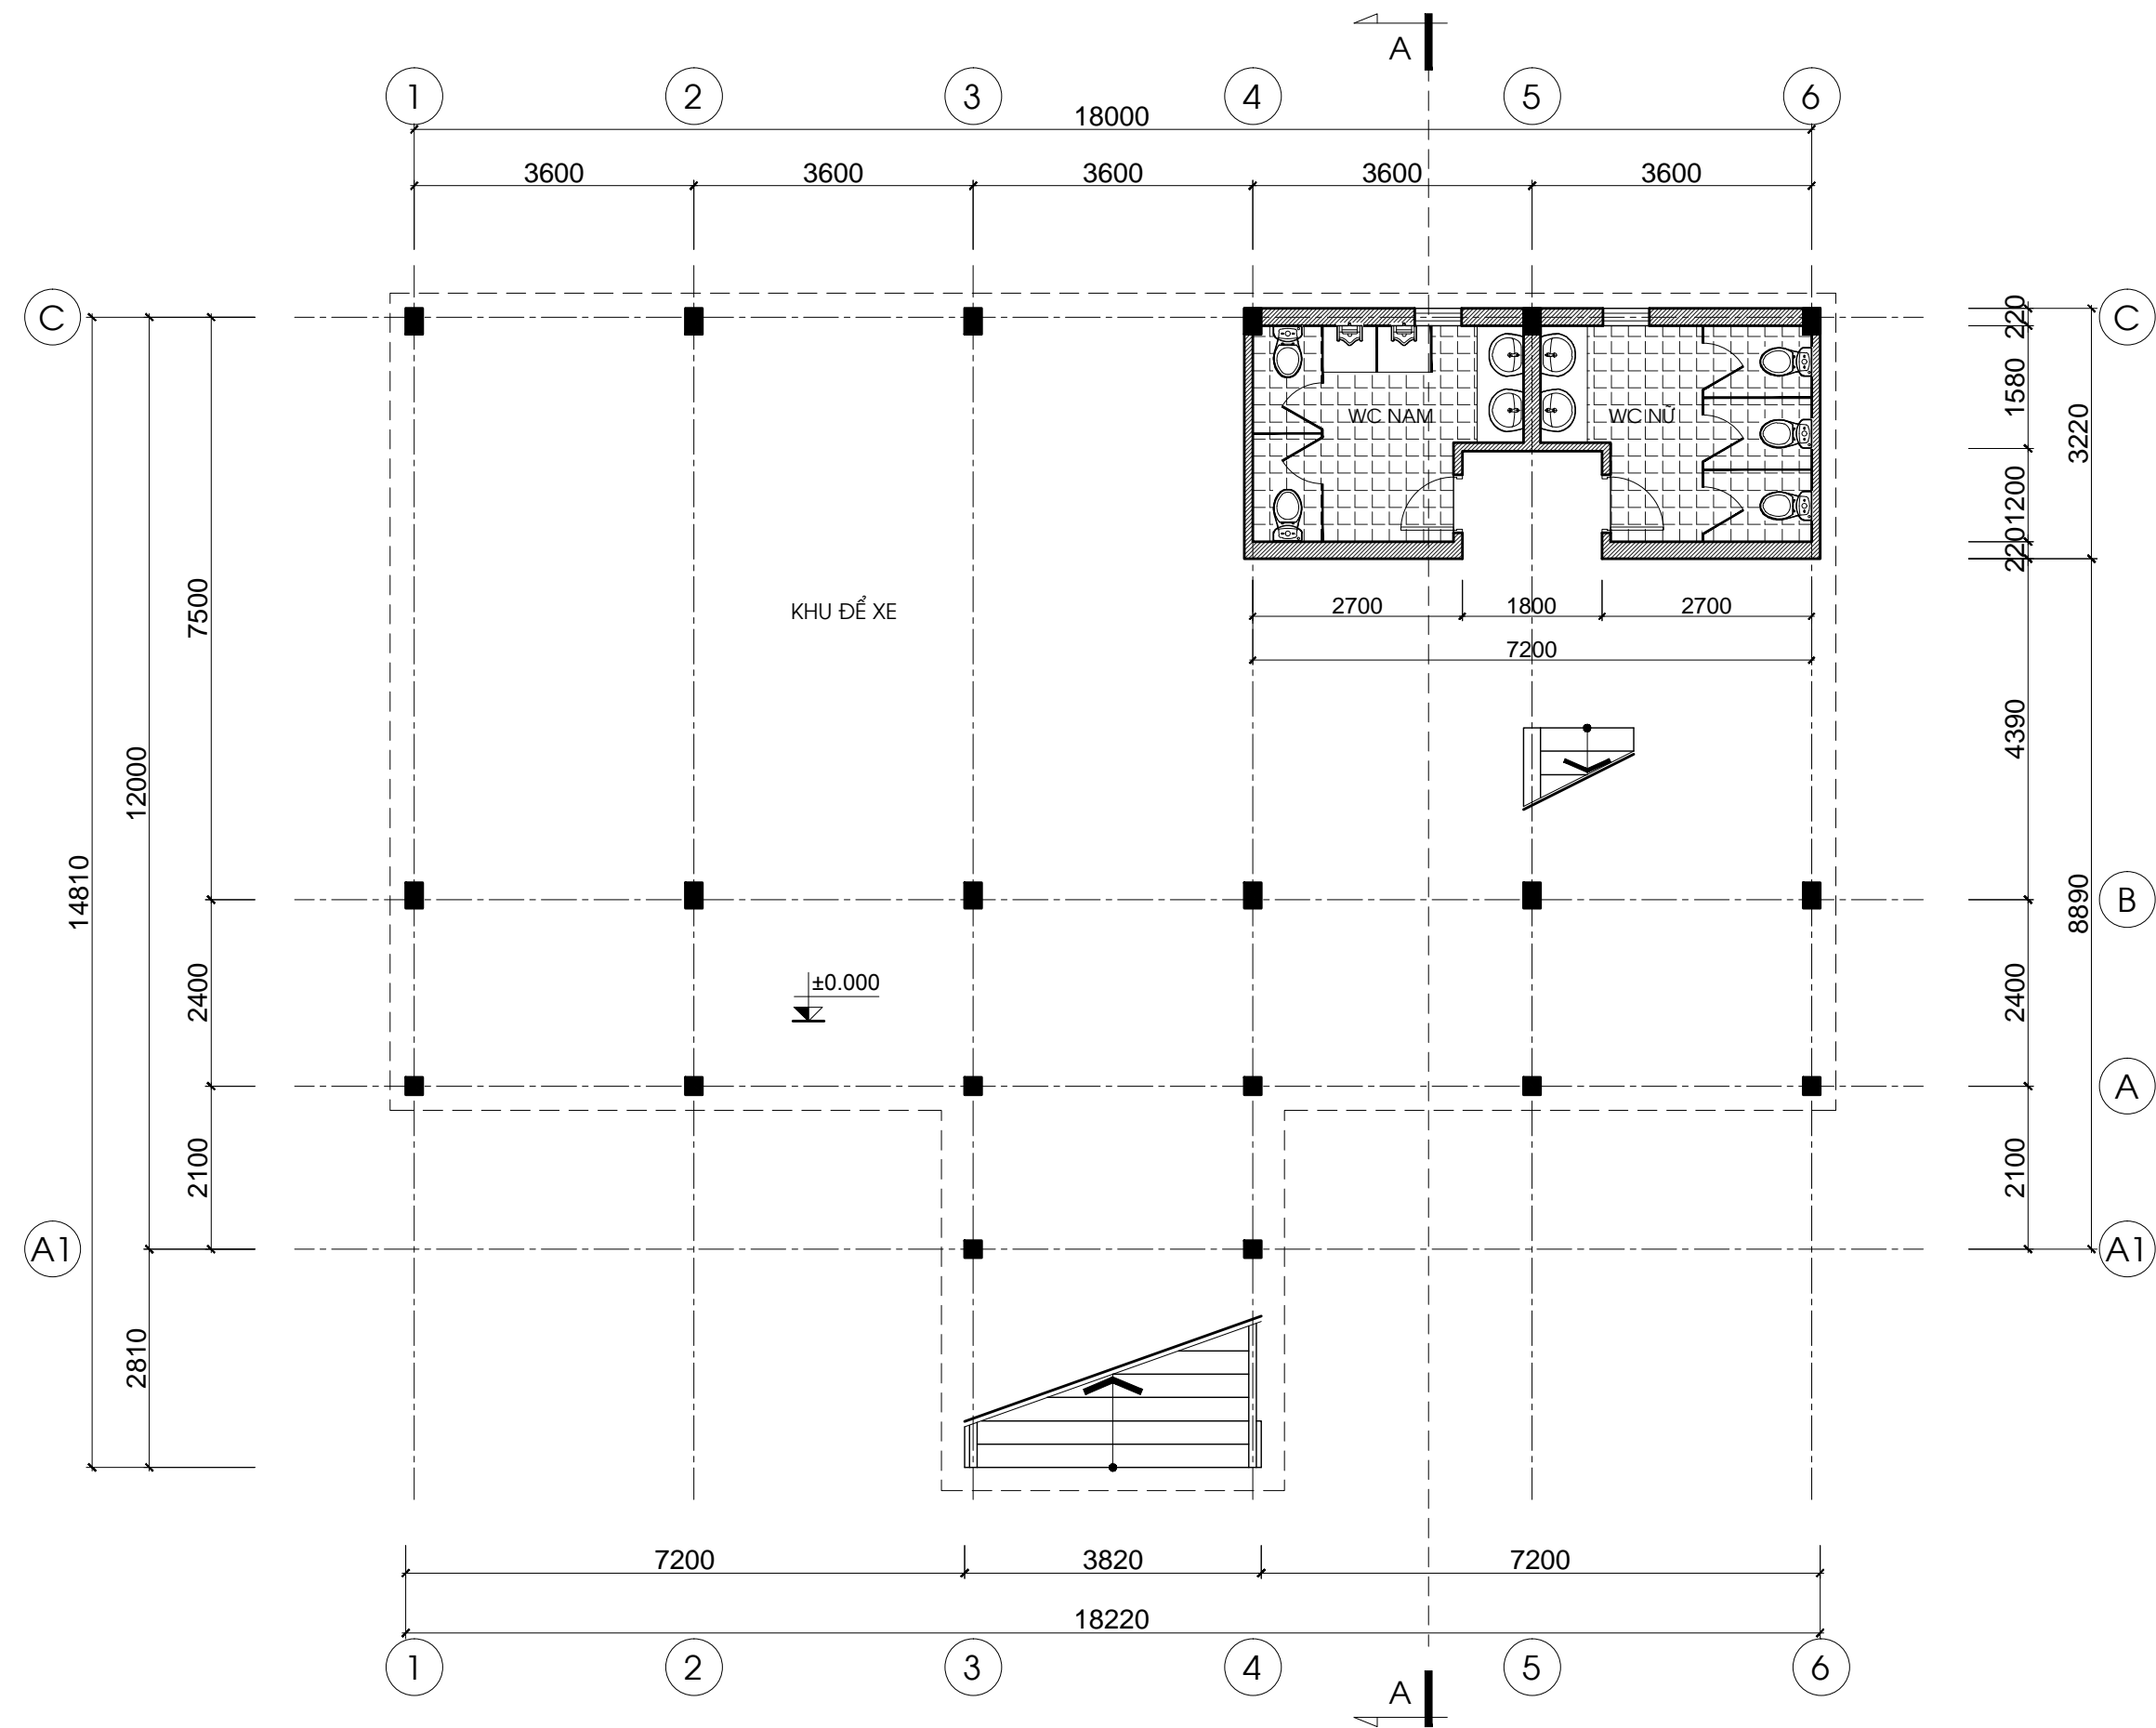 A
1 2 3 4 5 6
18000
3600 3600 3600 3600 3600
C C
220
1580
1200
220
3220
WC NAM WC NỮ
7500
KHU ĐỂ XE
2700 1800 2700
7200
12000
4390
14810
B
8890
±0.000
2400 2400
A
2100 2100
A1 A1
2810
7200 3820 7200
18220
1 2 3 4 5 6
A